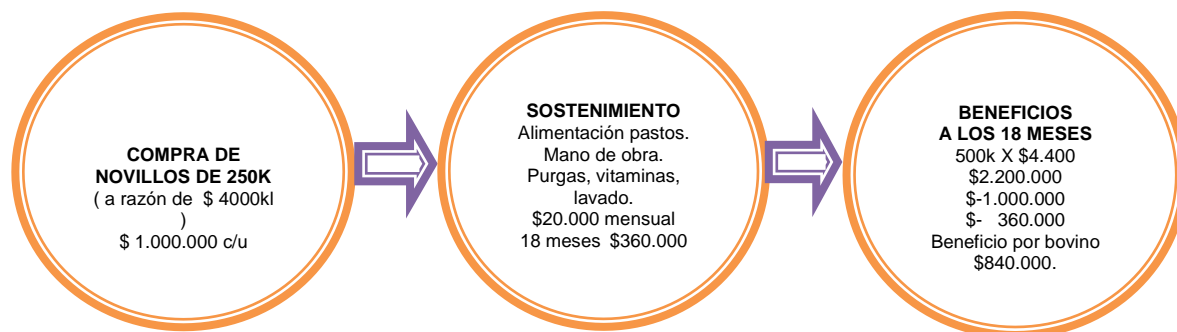 COMPRA DE
NOVILLOS DE 250K
( a razón de  $ 4000kl
)
$ 1.000.000 c/u
SOSTENIMIENTO
Alimentación pastos.
Mano de obra.
Purgas, vitaminas,
lavado.
$20.000 mensual
18 meses  $360.000
BENEFICIOS
A LOS 18 MESES
500k X $4.400
$2.200.000
$-1.000.000
$-   360.000
Beneficio por bovino
$840.000.